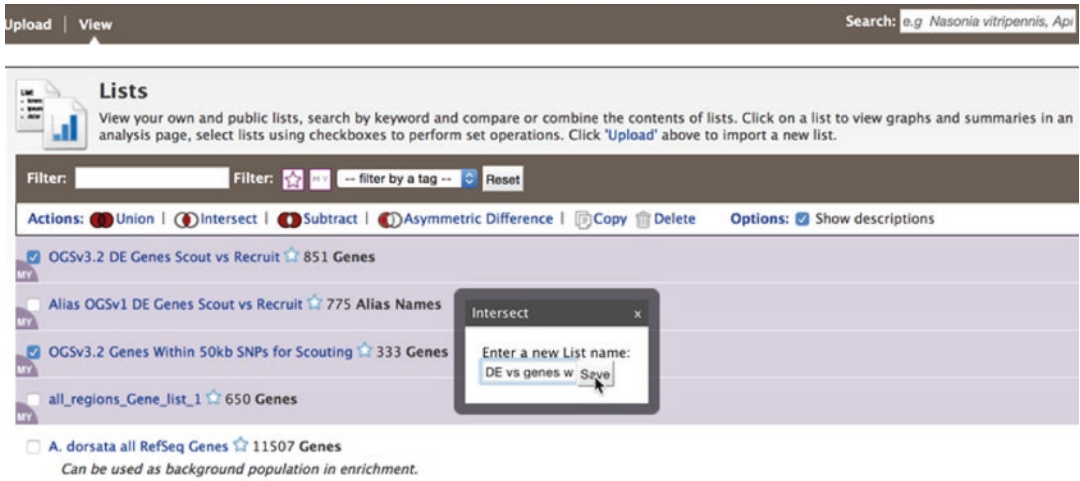 Upload | View
Search: e.g Nasonia vitripennis, Api
Lists
View your own and public lists, search by keyword and compare or combine the contents of lists. Click on a list to view graphs and summaries in an
analysis page, select lists using checkboxes to perform set operations. Click 'Upload' above to import a new list.
Filter: Filter: MY -- filter by a tag -- Reset
Actions: Union | Intersect | Subtract | Asymmetric Difference | Copy Delete Options: Show descriptions
OGSv3.2 DE Genes Scout vs Recruit 851 Genes
MY
Alias OGSv1 DE Genes Scout vs Recruit 775 Alias Names
MY
OGSv3.2 Genes Within 50kb SNPs for Scouting 333 Genes
MY
all_regions_Gene_list_1 650 Genes
MY
Intersect x
Enter a new List name:
DE vs genes w Save
A. dorsata all RefSeq Genes 11507 Genes
Can be used as background population in enrichment.